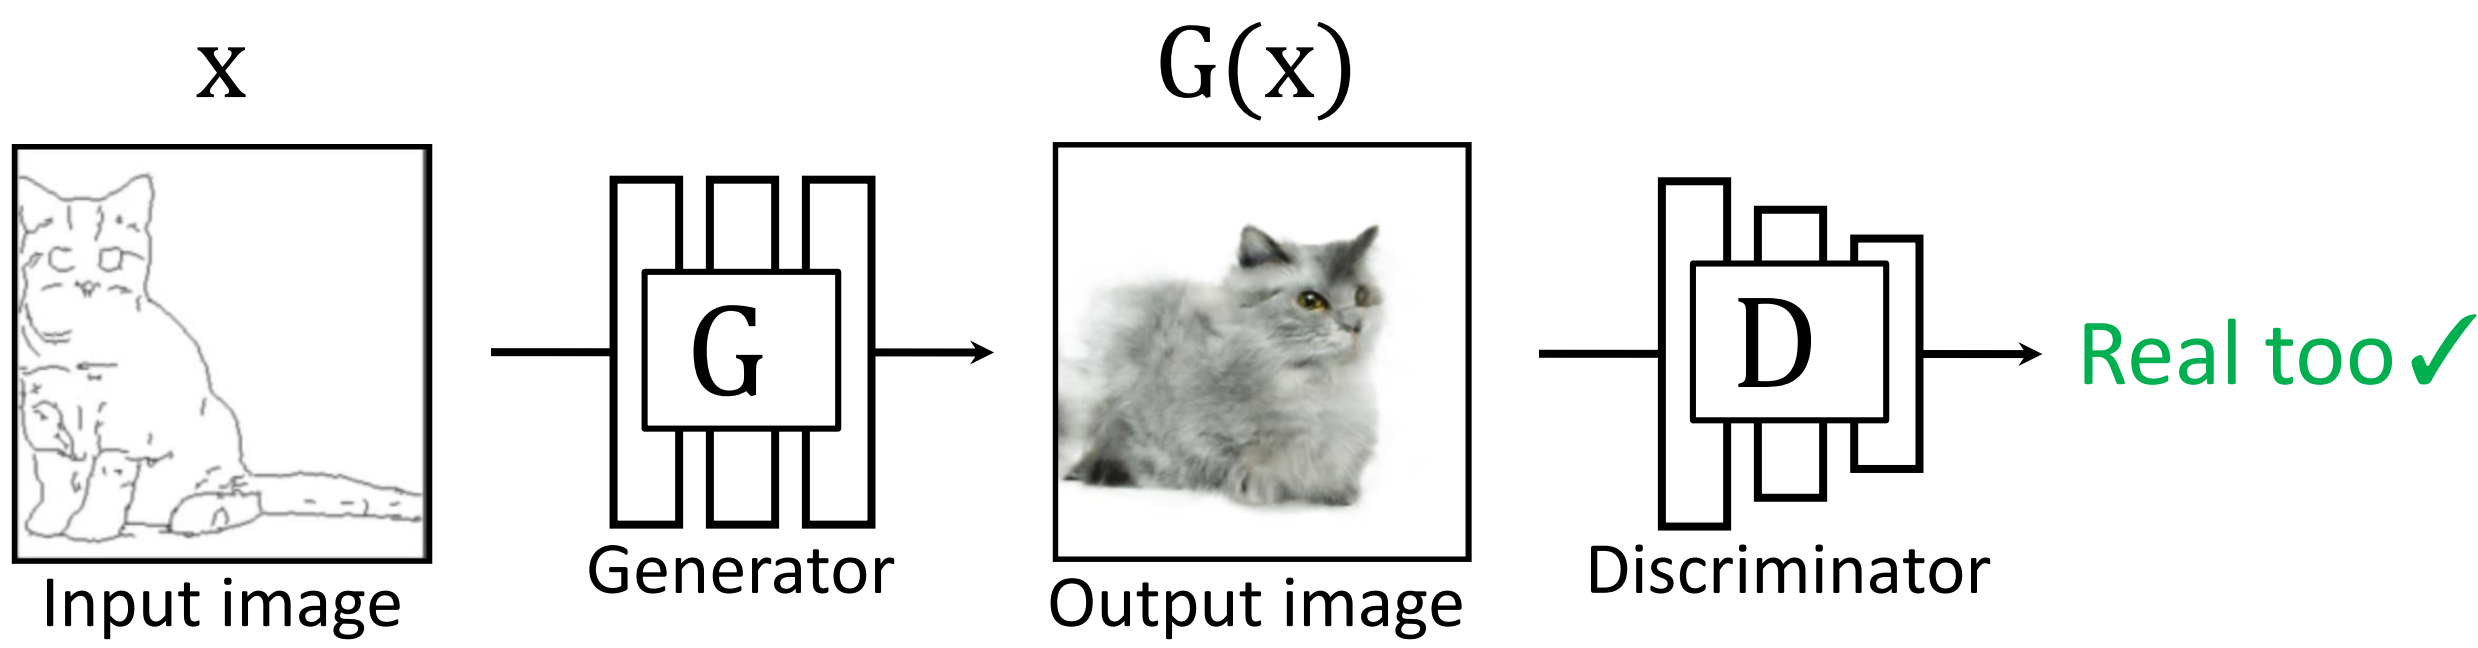 x
G(x)
G
D
Real too✓
Generator
Discriminator
Input image
Output image